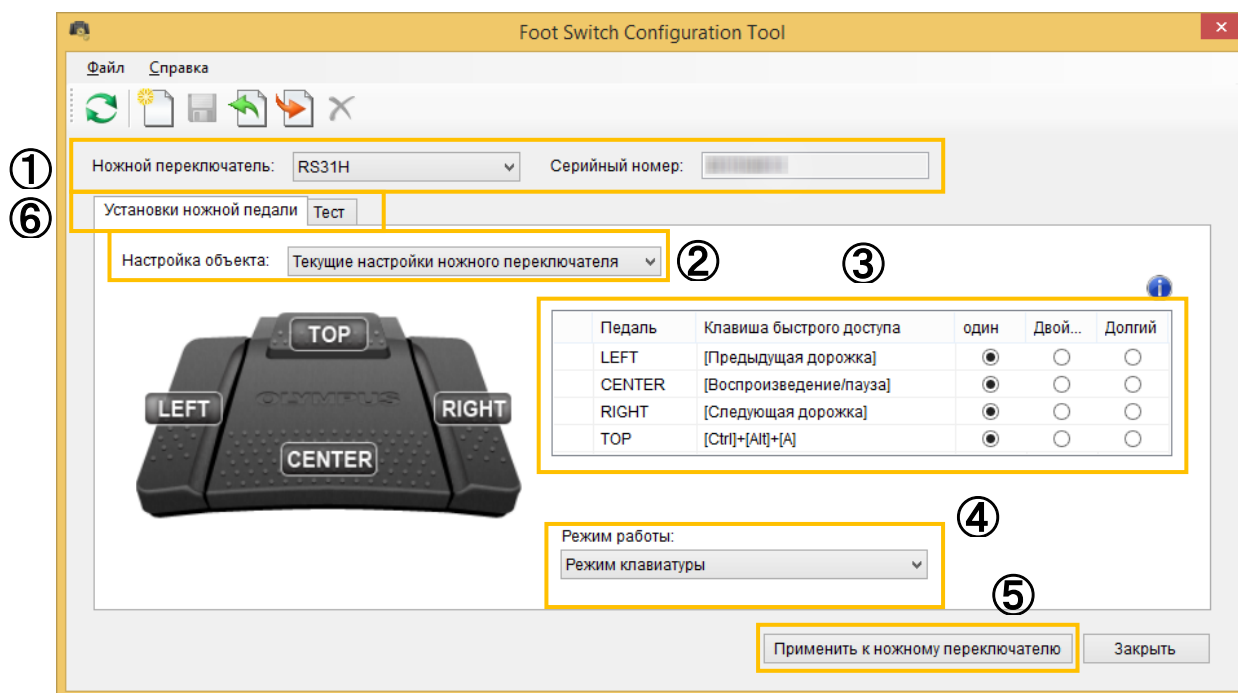 Foot Switch Configuration Tool
Файл Справка
① Ножной переключатель: RS31H Серийный номер:
⑥ Установки ножной педали Тест
Настройка объекта: Текущие настройки ножного переключателя ② ③
TOP
LEFT
OLYMPUS
RIGHT
CENTER
Педаль Клавиша быстрого доступа один Двой... Долгий
LEFT [Предыдущая дорожка]
CENTER [Воспроизведение/пауза]
RIGHT [Следующая дорожка]
TOP [Ctrl]+[Alt]+[A]
④
Режим работы:
Режим клавиатуры
⑤
Применить к ножному переключателю Закрыть